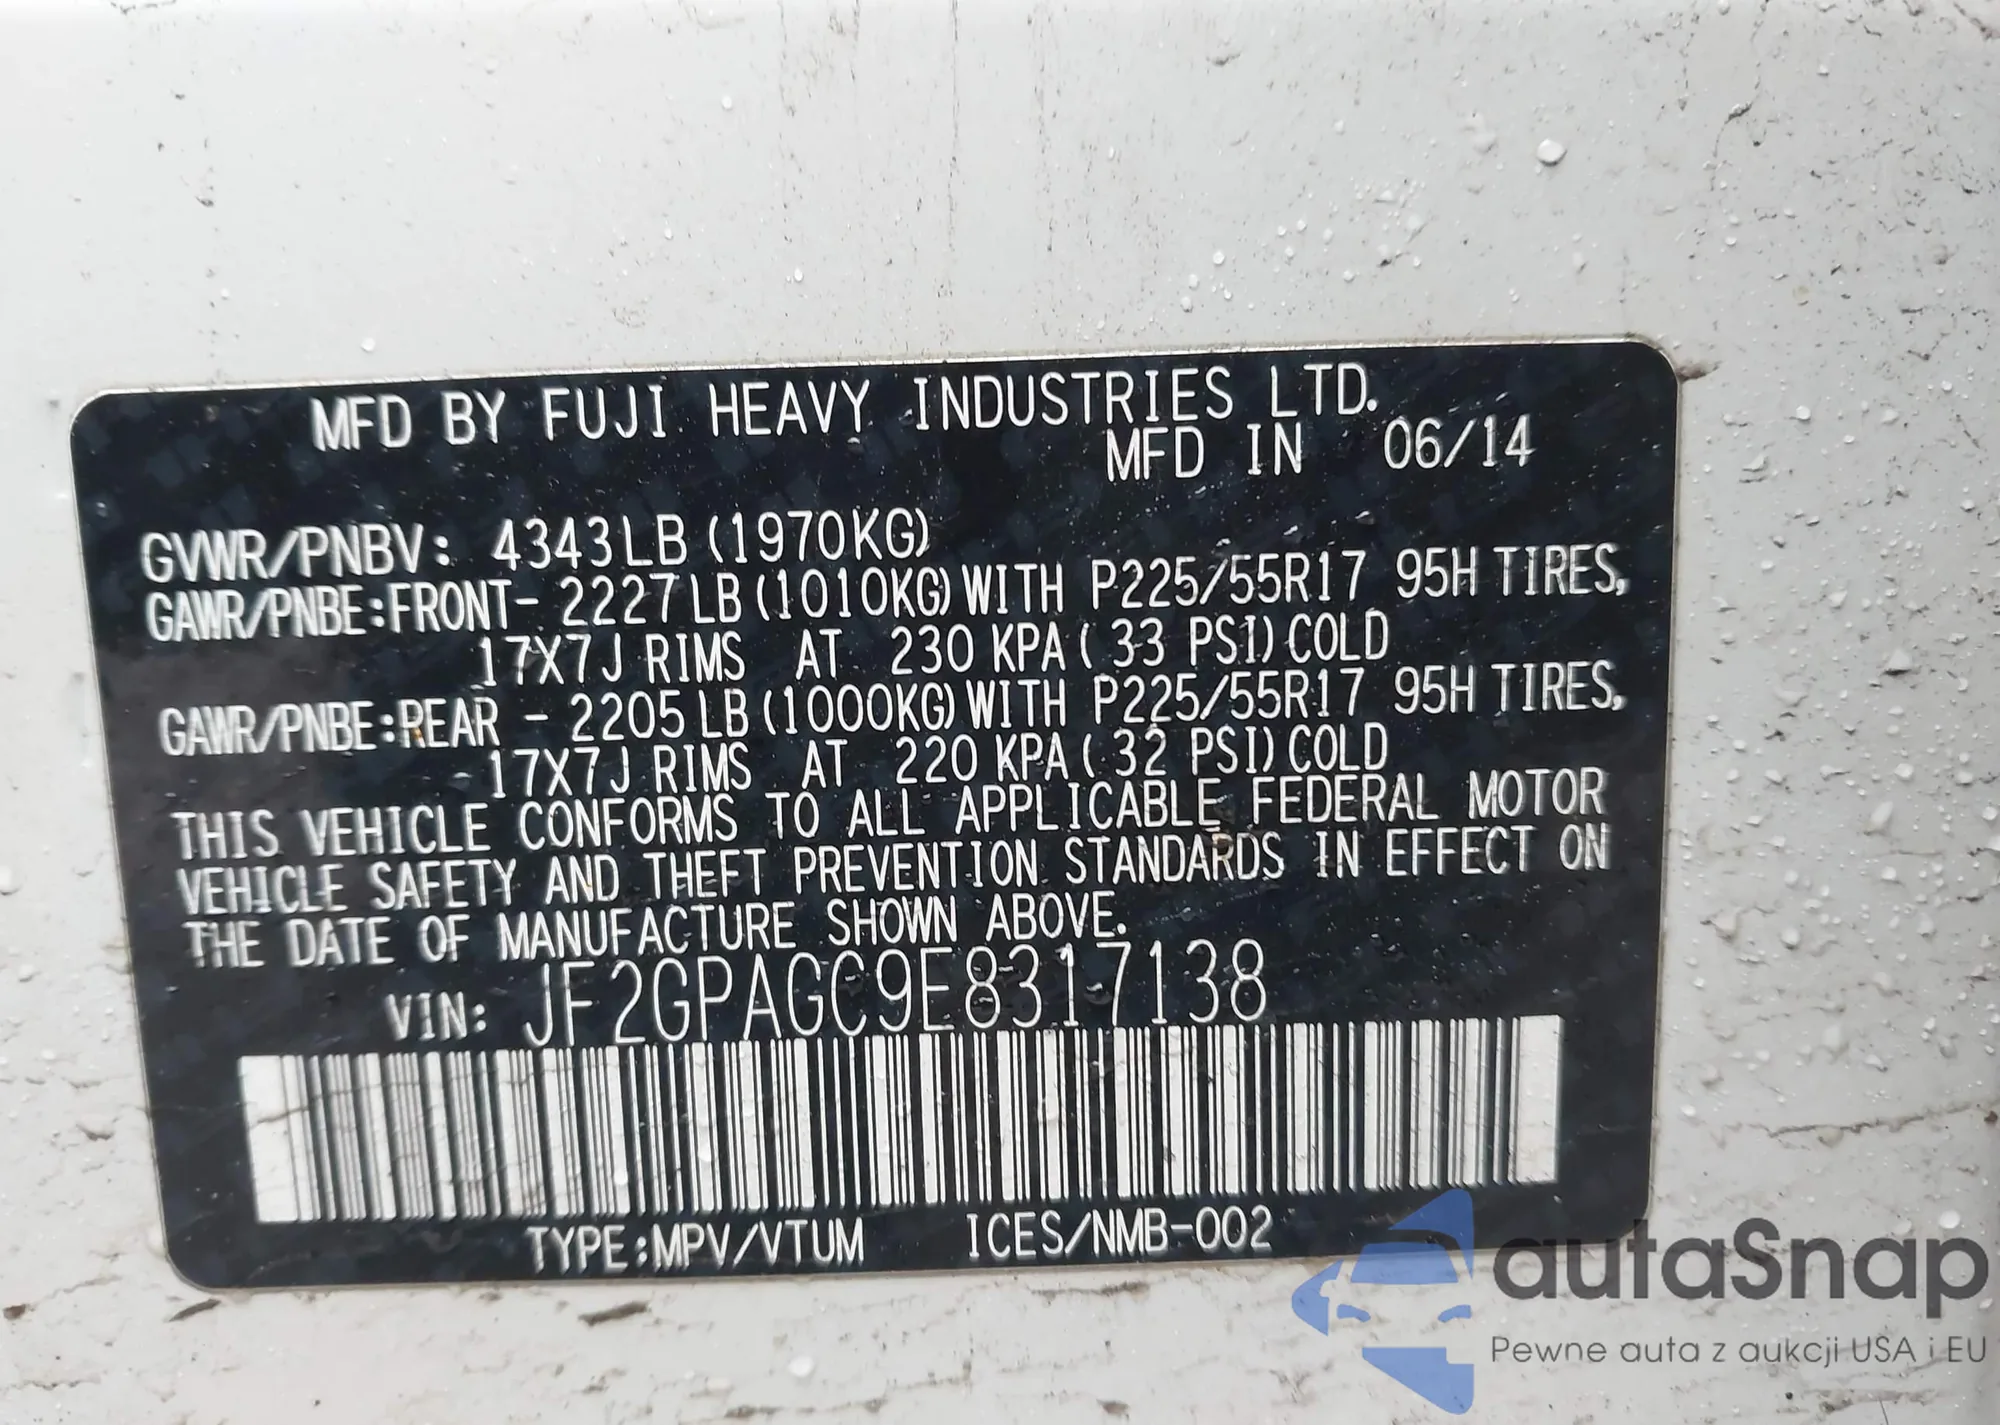 MFD BY FUJI HEAVY INDUSTRIES LTD.
MFD IN 06/14
GVWR/PNBV: 4343LB (1970KG)
GAWR/PNBE:FRONT- 2227LB(1010KG)WITH P225/55R17 95H TIRES,
17X7J RIMS AT 230 KPA( 33 PSI)COLD
GAWR/PNBE:REAR - 2205LB(1000KG)WITH P225/55R17 95H TIRES,
17X7J RIMS AT 220 KPA( 32 PSI)COLD
THIS VEHICLE CONFORMS TO ALL APPLICABLE FEDERAL MOTOR
VEHICLE SAFETY AND THEFT PREVENTION STANDARDS IN EFFECT ON
THE DATE OF MANUFACTURE SHOWN ABOVE.
VIN: JF2GPAGC9E8317138
TYPE:MPV/VTUM ICES/NMB-002
autaSnap
Pewne auta z aukcji USA i EU